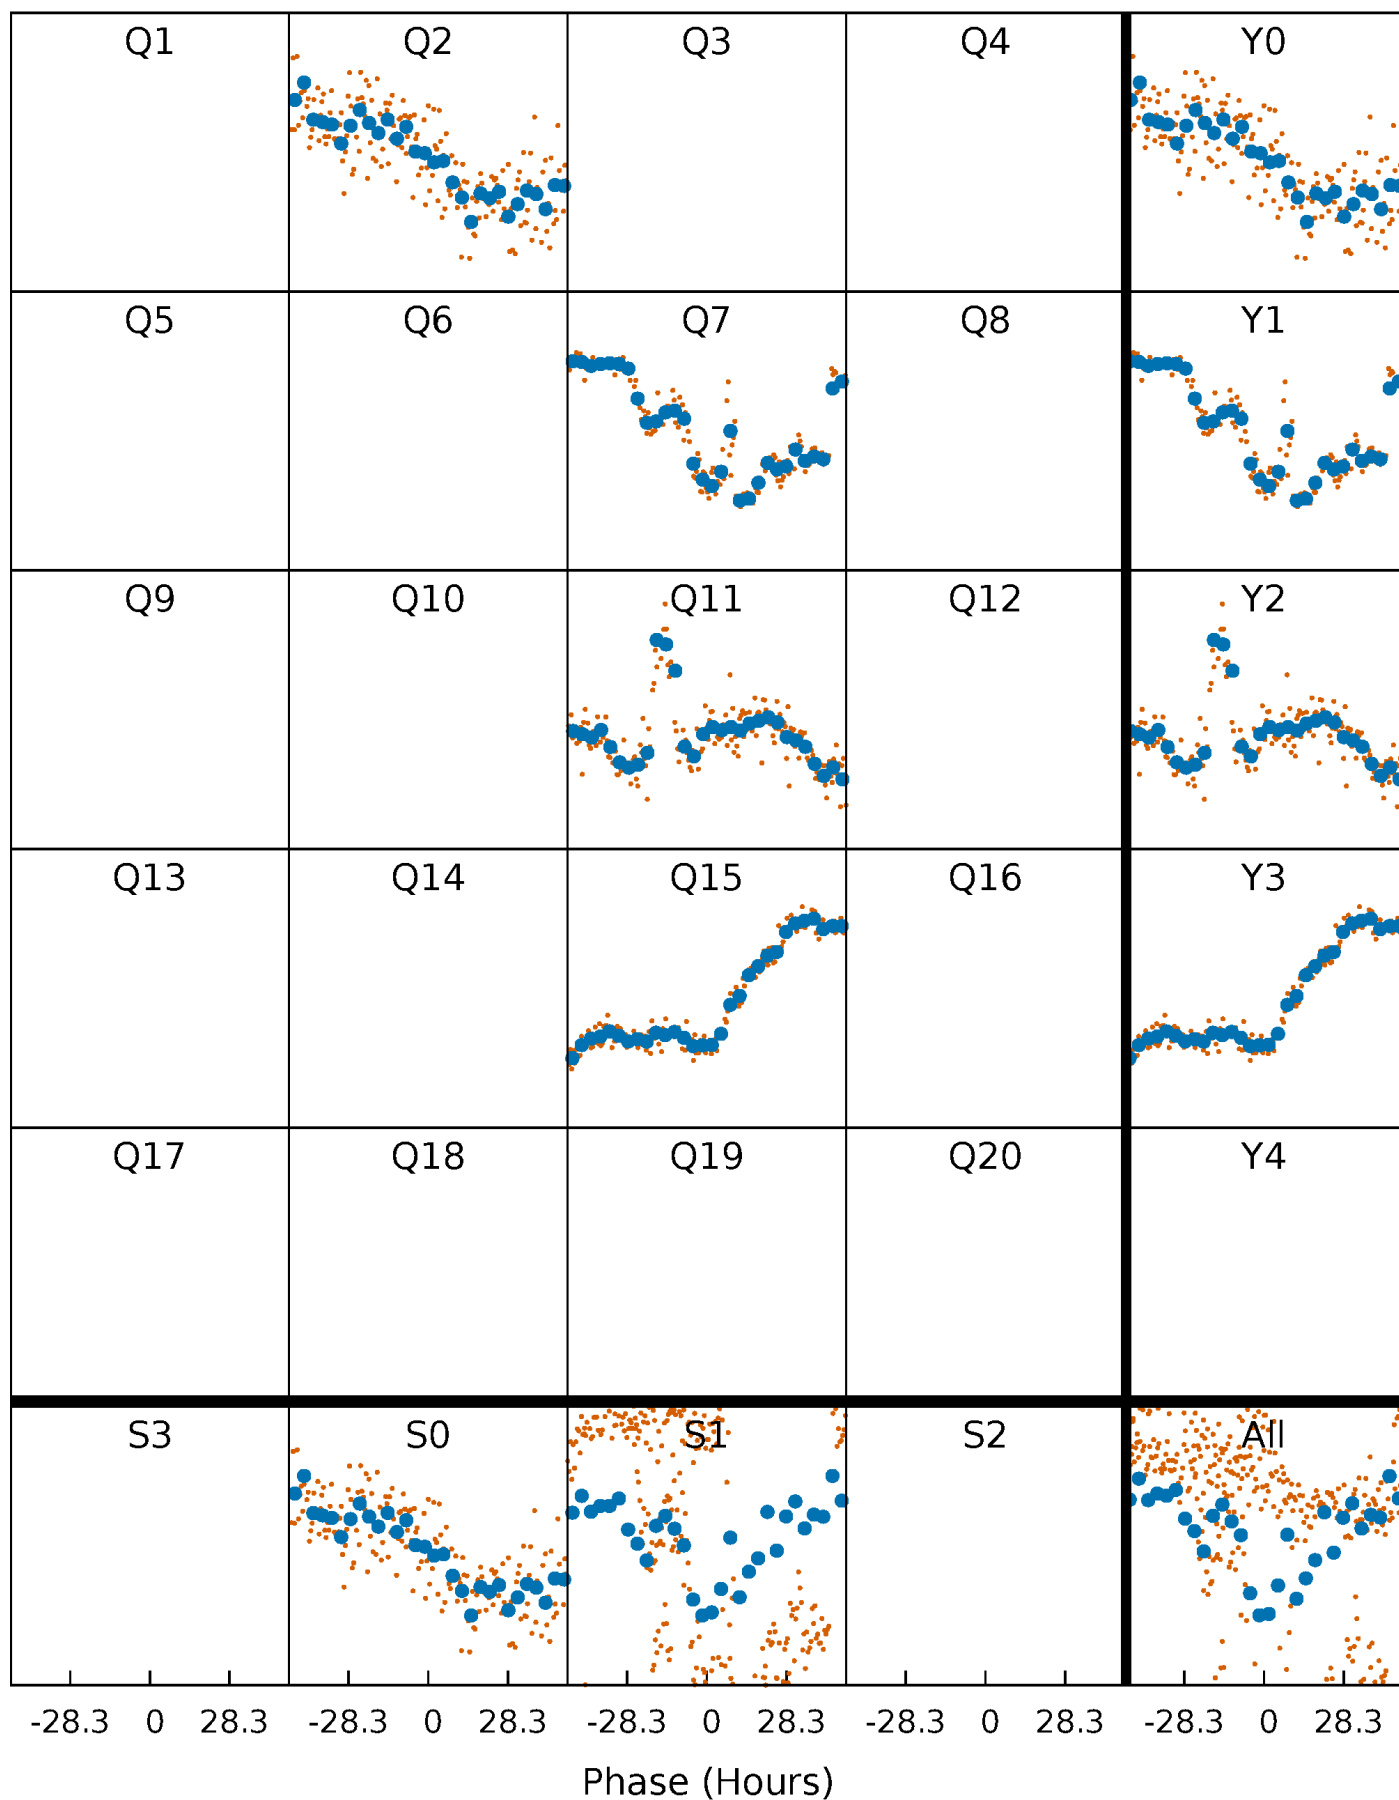 Q1 Q2 Q3 Q4 Y0
Q5 Q6 Q7 Q8 Y1
Q9 Q10 Q11 Q12 Y2
Q13 Q14 Q15 Q16 Y3
Q17 Q18 Q19 Q20 Y4
S3 S0 S1 S2 All
-28.3 0 28.3 -28.3 0 28.3 -28.3 0 28.3 -28.3 0 28.3 -28.3 0 28.3
Phase (Hours)